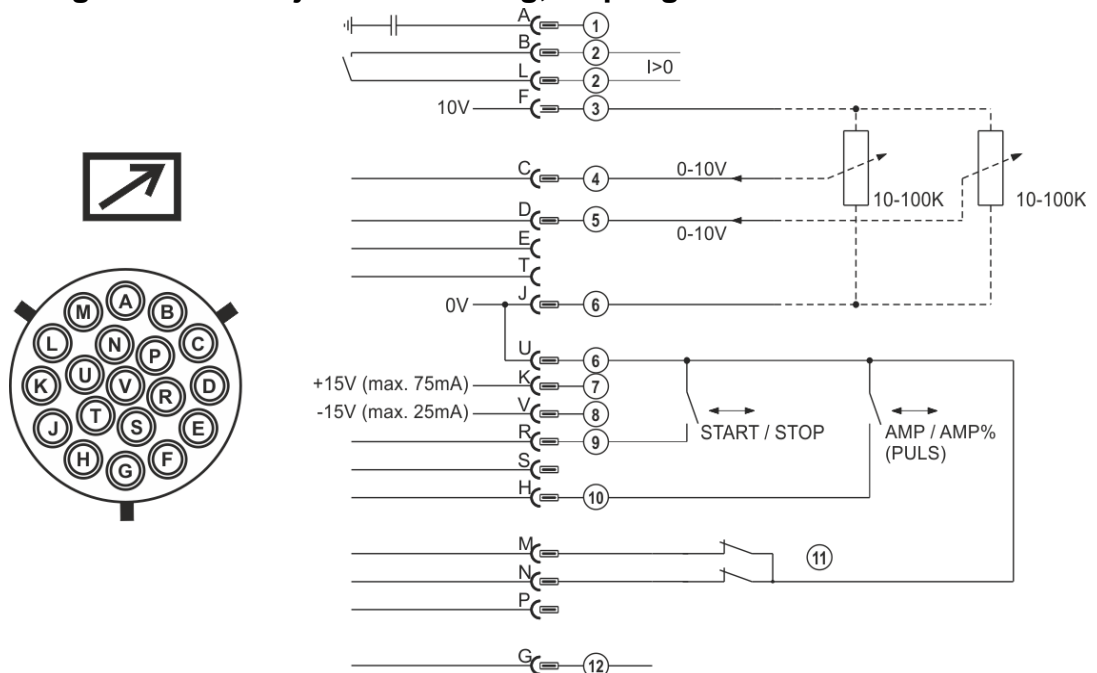 A
1
B
2
I>0
L
2
F
10V
3
C
4
0-10V
10-100K
10-100K
D
5
0-10V
E
T
J
0V
6
U
6
K
+15V (max. 75mA)
7
V
-15V (max. 25mA)
8
R
9
START / STOP
AMP / AMP%
(PULS)
S
H
10
M
11
N
P
G
12
A
M
B
L
N
P
C
K
U
V
R
D
J
T
S
E
H
G
F